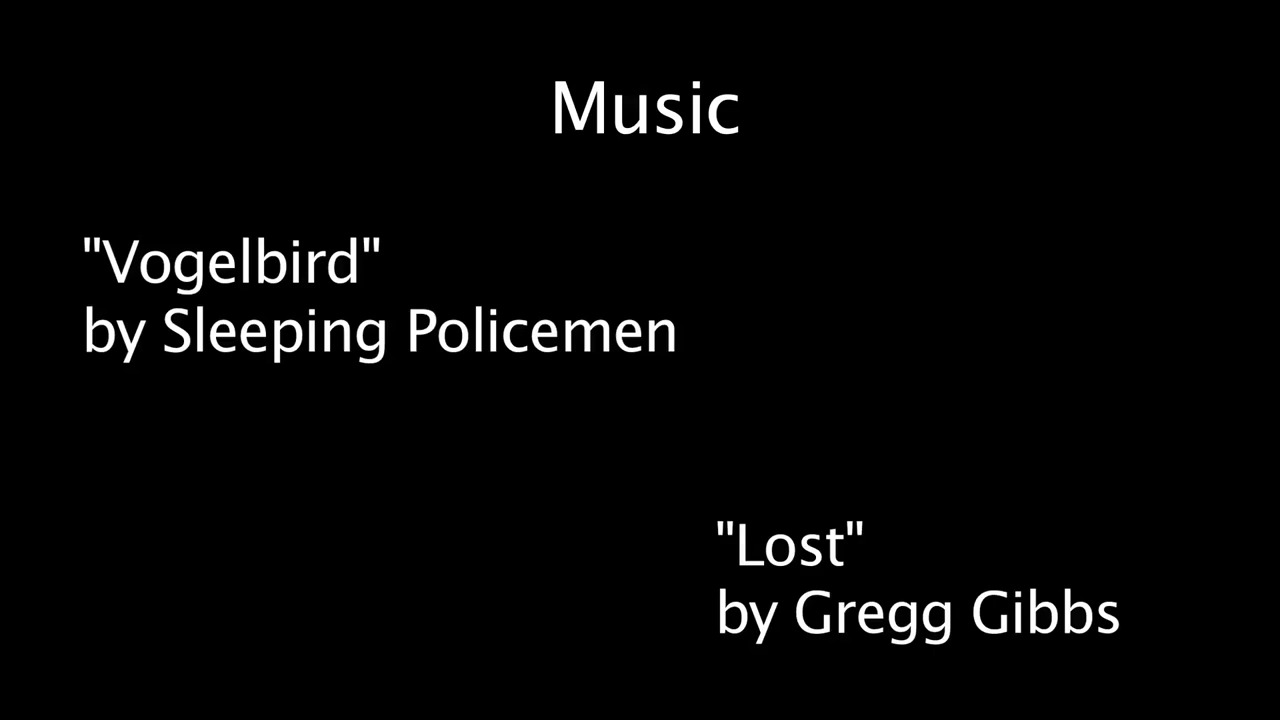 Music
"Vogelbird"
by Sleeping Policemen
"Lost"
by Gregg Gibbs